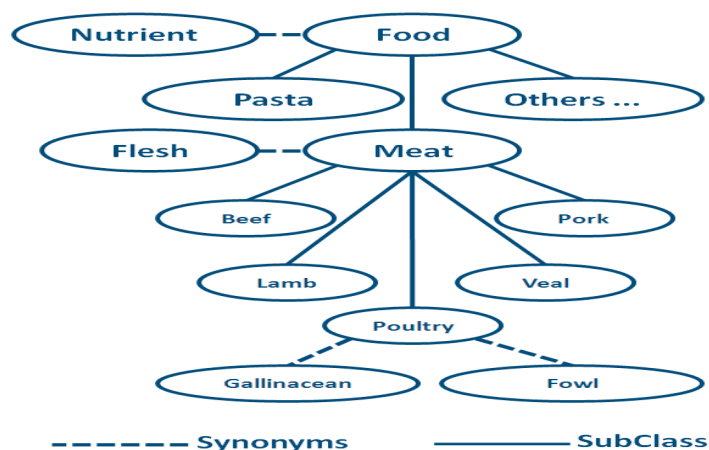 Nutrient Food
Pasta Others ...
Flesh Meat
Beef Pork
Lamb Veal
Poultry
Gallinacean Fowl
Synonyms SubClass